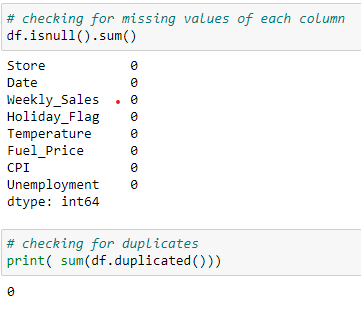 # checking for missing values of each column
df.isnull().sum()
Store 0
Date 0
Weekly_Sales 0
Holiday_Flag 0
Temperature 0
Fuel_Price 0
CPI 0
Unemployment 0
dtype: int64
# checking for duplicates
print( sum(df.duplicated()))
0